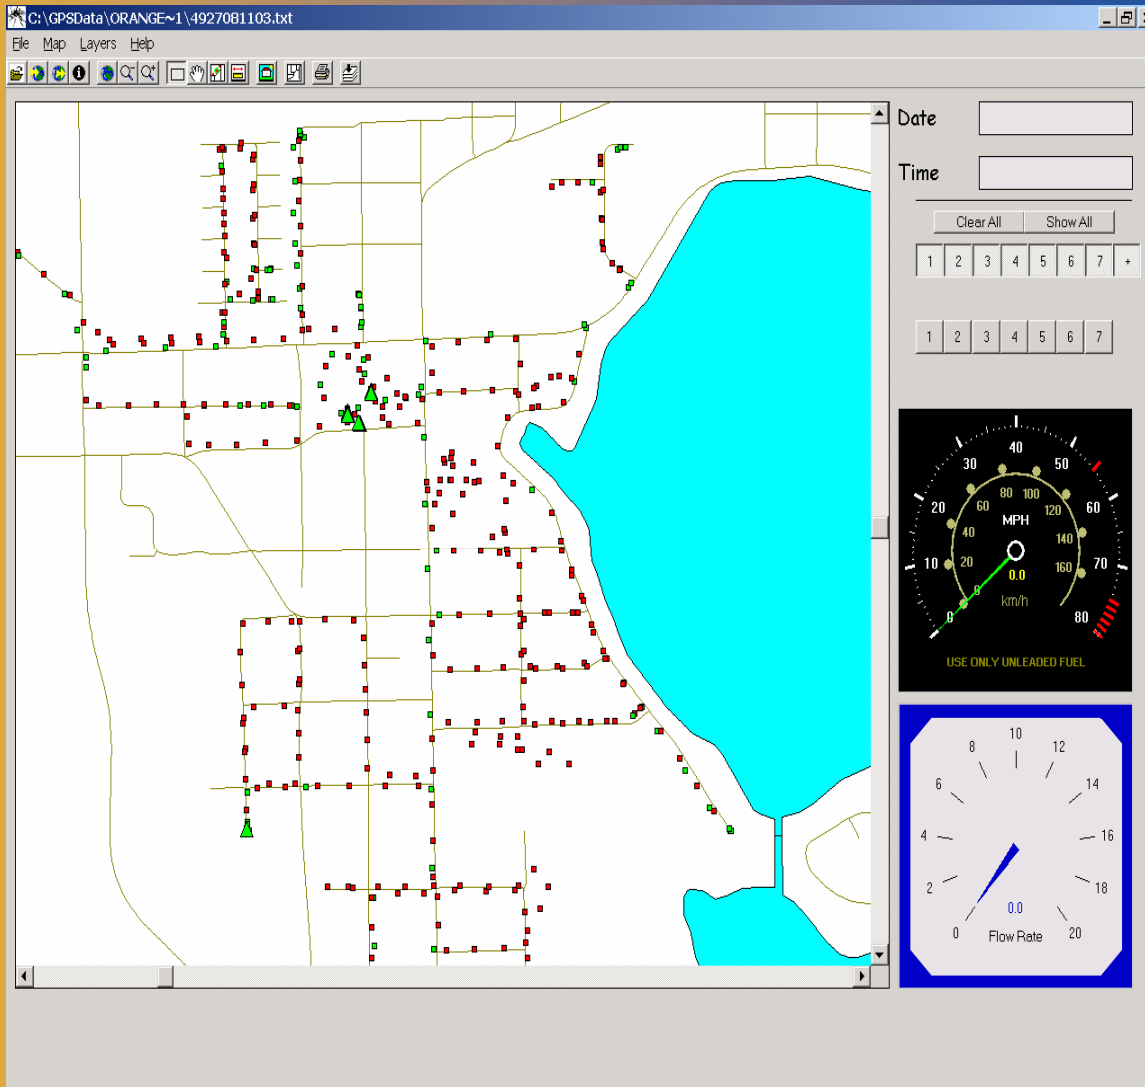 C:\GPSData\ORANGE~1\4927081103.txt
File Map Layers Help
Date
Time
Clear All Show All
1 2 3 4 5 6 7 +
1 2 3 4 5 6 7
0 10 20 30 40 50 60 70 80
0 20 40 60 80 100 120 140 160
MPH
0.0
km/h
USE ONLY UNLEADED FUEL
0 2 4 6 8 10 12 14 16 18 20
0.0
Flow Rate